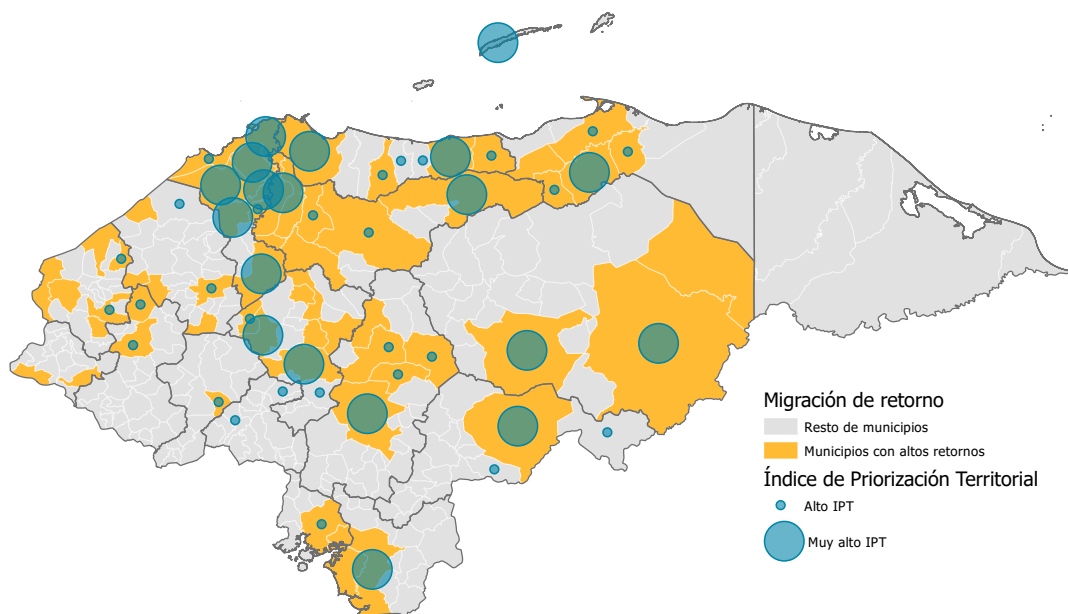 Migración de retorno
Resto de municipios
Municipios con altos retornos
Índice de Priorización Territorial
Alto IPT
Muy alto IPT